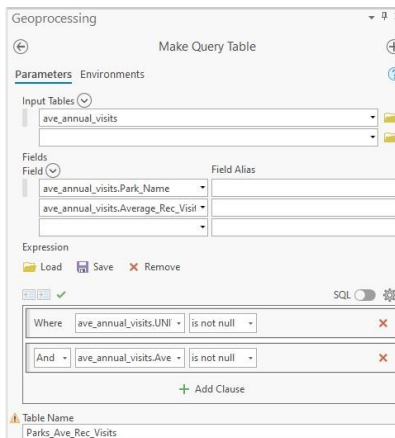 Geoprocessing
Make Query Table
Parameters Environments
Input Tables
ave_annual_visits
Fields
Field Field Alias
ave_annual_visits.Park_Name
ave_annual_visits.Average_Rec_Visit
Expression
Load Save Remove
SQL
Where ave_annual_visits.UNI is not null
And ave_annual_visits.Ave is not null
+ Add Clause
Table Name
Parks_Ave_Rec_Visits